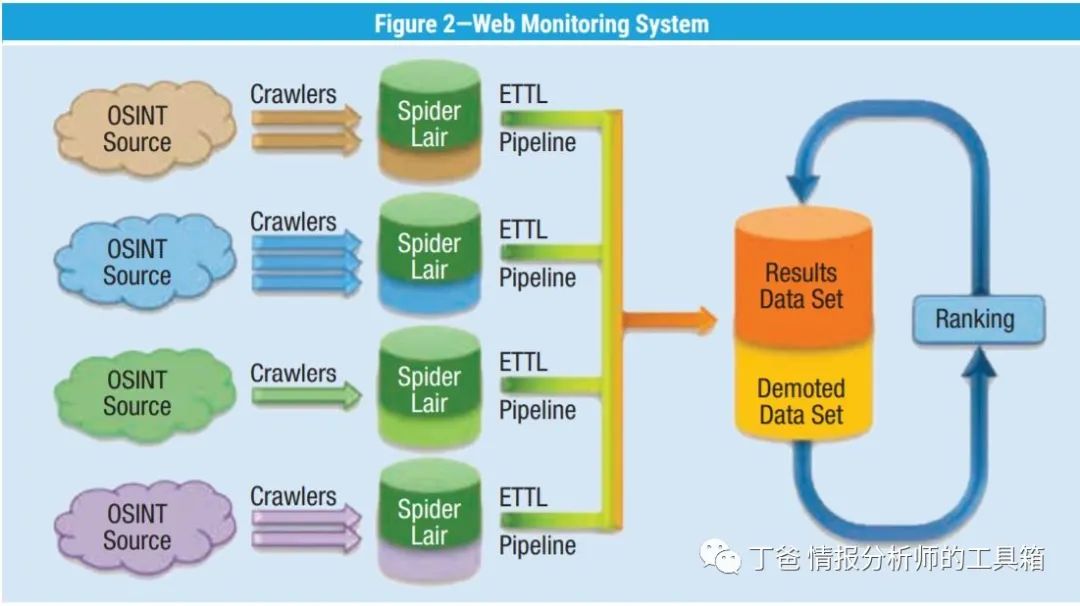 Figure 2—Web Monitoring System
OSINT
Source
Crawlers
Spider
Lair
ETTL
Pipeline
OSINT
Source
Crawlers
Spider
Lair
ETTL
Pipeline
OSINT
Source
Crawlers
Spider
Lair
ETTL
Pipeline
OSINT
Source
Crawlers
Spider
Lair
ETTL
Pipeline
Results
Data Set
Demoted
Data Set
Ranking
丁爸 情报分析师的工具箱